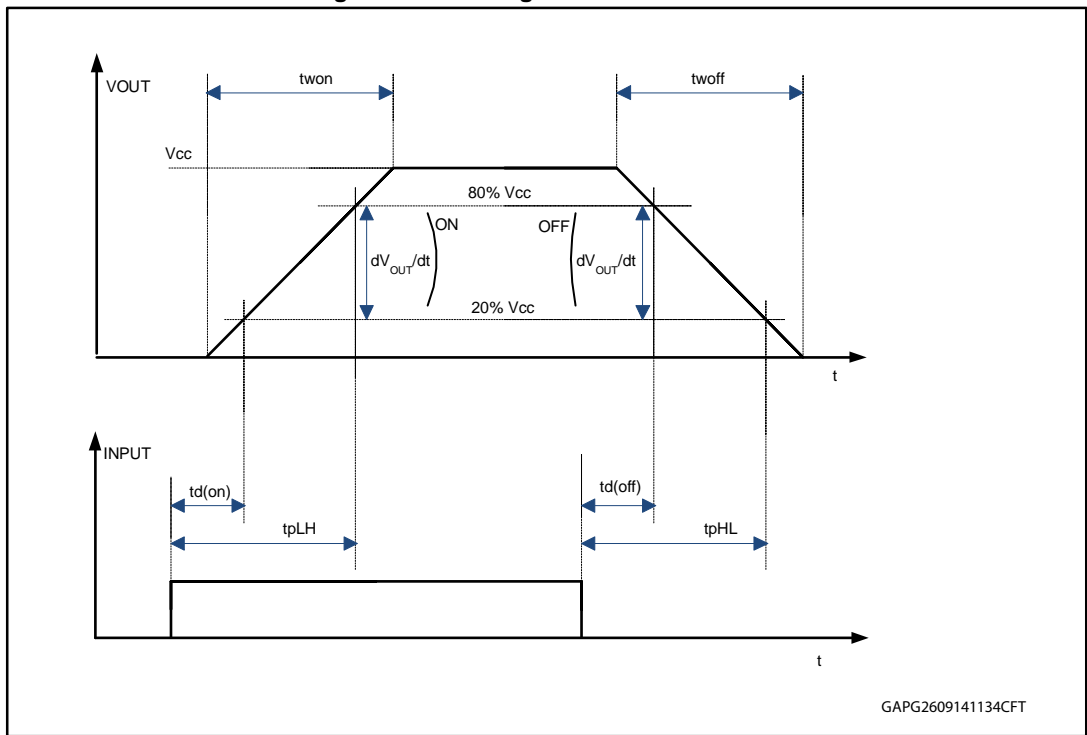 VOUT
twon
twoff
Vcc
80% Vcc
ON
OFF
dVOUT/dt
dVOUT/dt
20% Vcc
t
INPUT
td(on)
td(off)
tpLH
tpHL
t
GAPG2609141134CFT